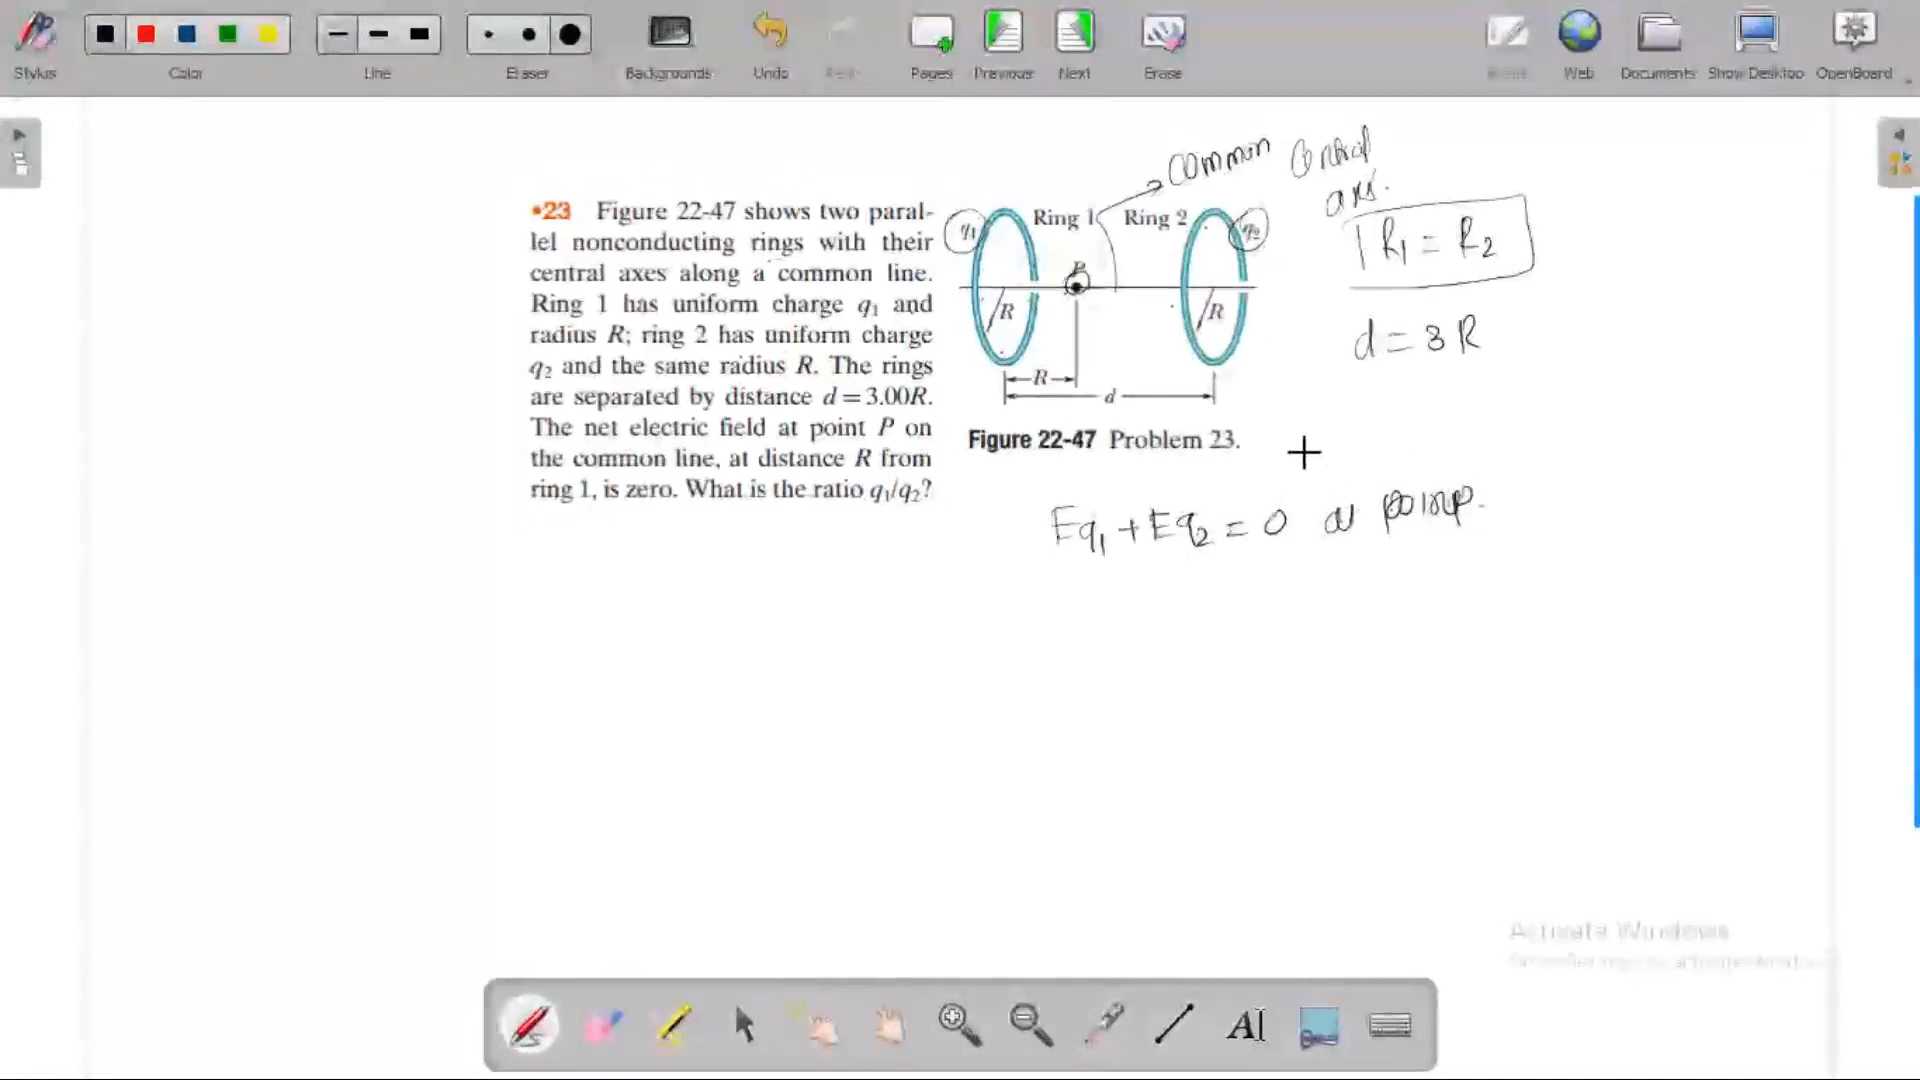 Stylus
Color
Line
Eraser
Backgrounds
Undo
Pages
Previous
Next
Erase
Web
Documents
Show Desktop
OpenBoard
•23 Figure 22-47 shows two paral-
lel nonconducting rings with their
central axes along a common line.
Ring 1 has uniform charge q₁ and
radius R; ring 2 has uniform charge
q₂ and the same radius R. The rings
are separated by distance d = 3.00R.
The net electric field at point P on
the common line, at distance R from
ring 1, is zero. What is the ratio q₁/q₂?
q₁
Ring 1
Ring 2
q₂
P
R
R
R
d
Figure 22-47 Problem 23.
Common Central
axis.
R₁ = R₂
d = 3R
Eq₁ + Eq₂ = 0
Activate Windows
AI